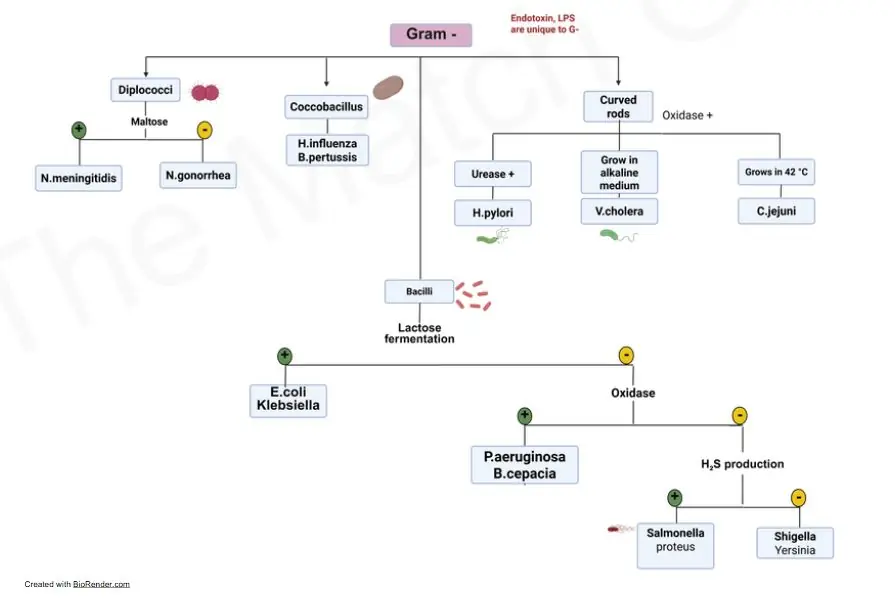 Gram -
Endotoxin, LPS
are unique to G-
Diplococci
Maltose
+
-
N.meningitidis
N.gonorrhea
Coccobacillus
H.influenza
B.pertussis
Curved
rods
Oxidase +
Urease +
H.pylori
Grow in
alkaline
medium
V.cholera
Grows in 42 °C
C.jejuni
Bacilli
Lactose
fermentation
+
-
E.coli
Klebsiella
Oxidase
+
-
P.aeruginosa
B.cepacia
H₂S production
+
-
Salmonella
proteus
Shigella
Yersinia
The Match
Created with BioRender.com